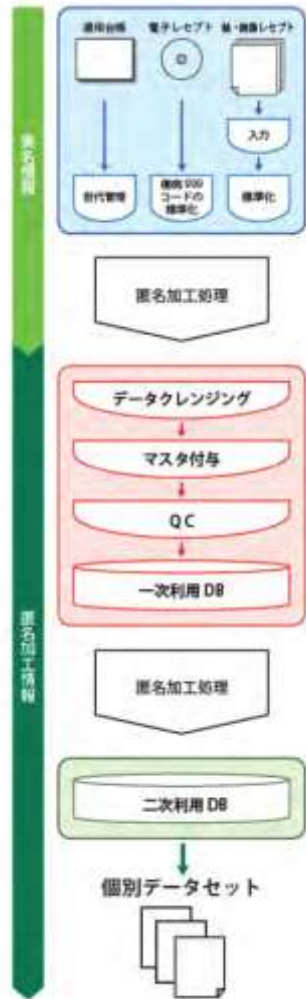 適用台帳
電子レセプト
紙・画像レセプト
入力
世代管理
傷病999
コードの
標準化
標準化
実名情報
匿名加工処理
データクレンジング
マスタ付与
QC
一次利用DB
匿名加工情報
匿名加工処理
二次利用DB
個別データセット